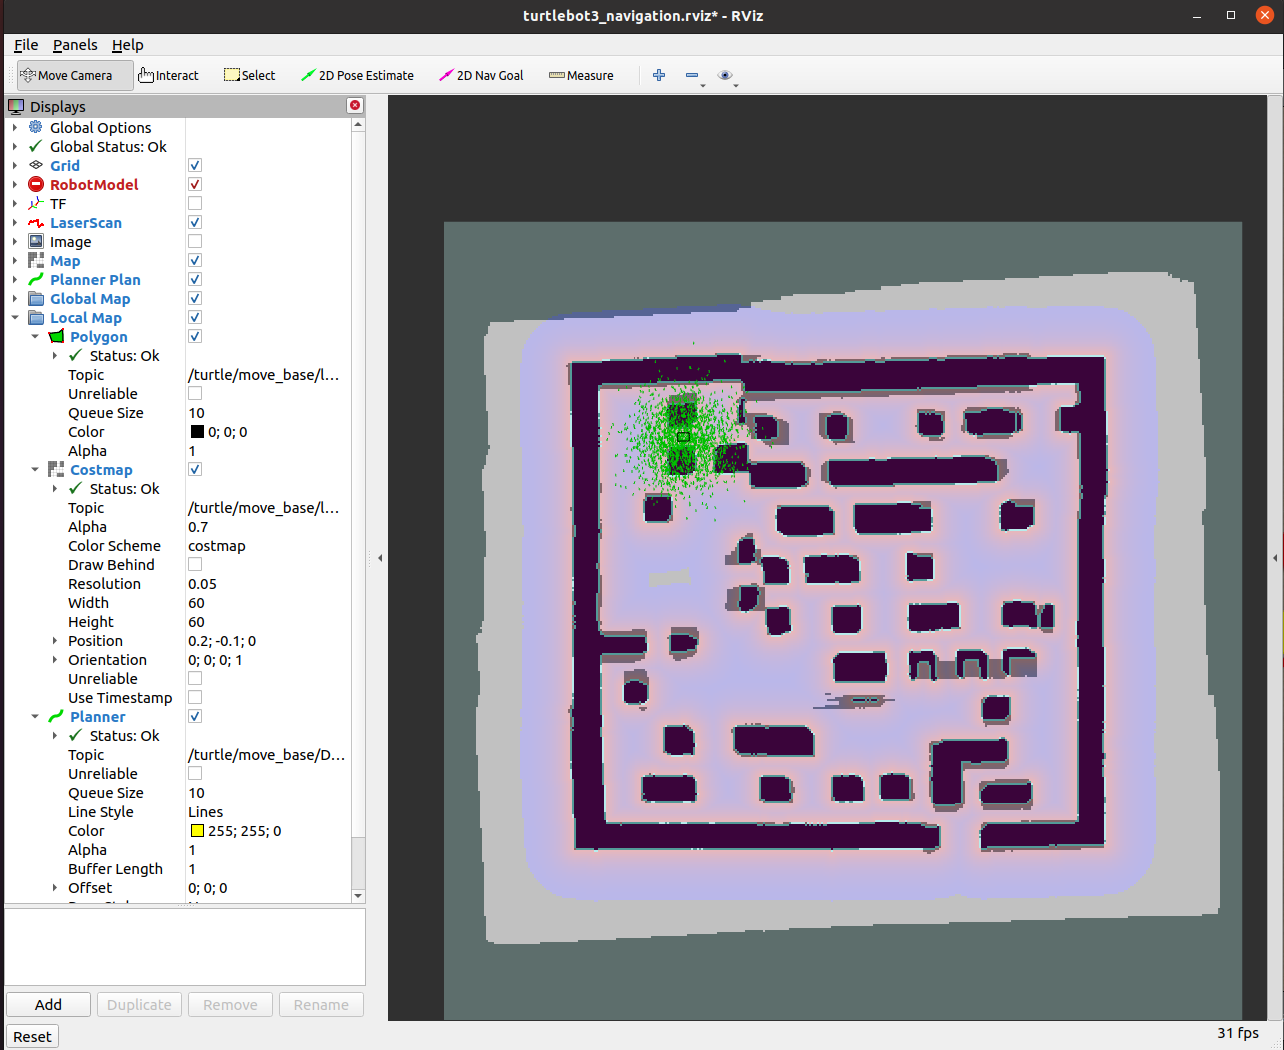 turtlebot3_navigation.rviz* - RViz
File Panels Help
Move Camera Interact Select 2D Pose Estimate 2D Nav Goal Measure
Displays
Global Options
Global Status: Ok
Grid
RobotModel
TF
LaserScan
Image
Map
Planner Plan
Global Map
Local Map
Polygon
Status: Ok
Topic /turtle/move_base/l...
Unreliable
Queue Size 10
Color 0; 0; 0
Alpha 1
Costmap
Status: Ok
Topic /turtle/move_base/l...
Alpha 0.7
Color Scheme costmap
Draw Behind
Resolution 0.05
Width 60
Height 60
Position 0.2; -0.1; 0
Orientation 0; 0; 0; 1
Unreliable
Use Timestamp
Planner
Status: Ok
Topic /turtle/move_base/D...
Unreliable
Queue Size 10
Line Style Lines
Color 255; 255; 0
Alpha 1
Buffer Length 1
Offset 0; 0; 0
Add Duplicate Remove Rename
Reset
31 fps